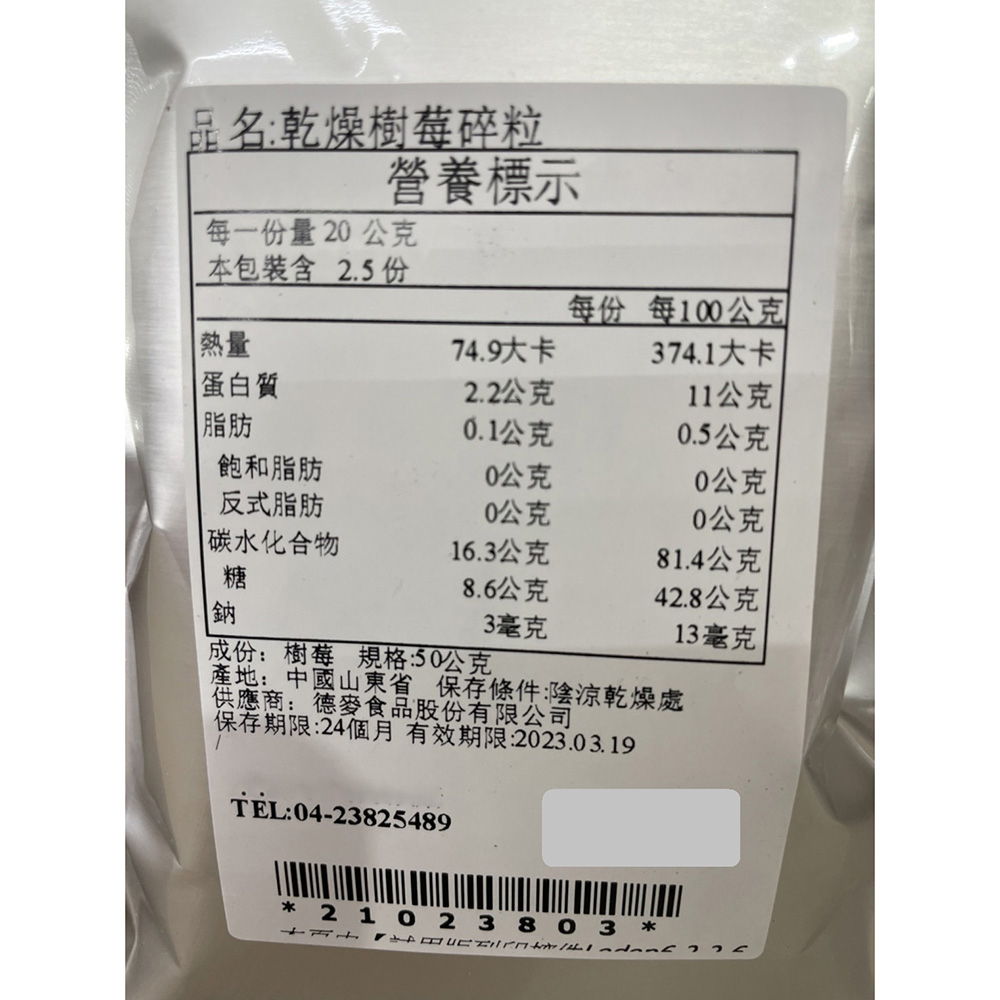 品名:乾燥樹莓碎粒
營養標示
每一份量 20 公克
本包裝含 2.5份
每份 每100公克
熱量 74.9大卡 374.1大卡
蛋白質 2.2公克 11公克
脂肪 0.1公克 0.5公克
飽和脂肪 0公克 0公克
反式脂肪 0公克 0公克
碳水化合物 16.3公克 81.4公克
糖 8.6公克 42.8公克
鈉 3毫克 13毫克
成份: 樹莓 規格:50公克
產地: 中國山東省 保存條件:陰涼乾燥處
供應商: 德麥食品股份有限公司
保存期限:24個月 有效期限:2023.03.19
/
TEL:04-23825489
*21023803*